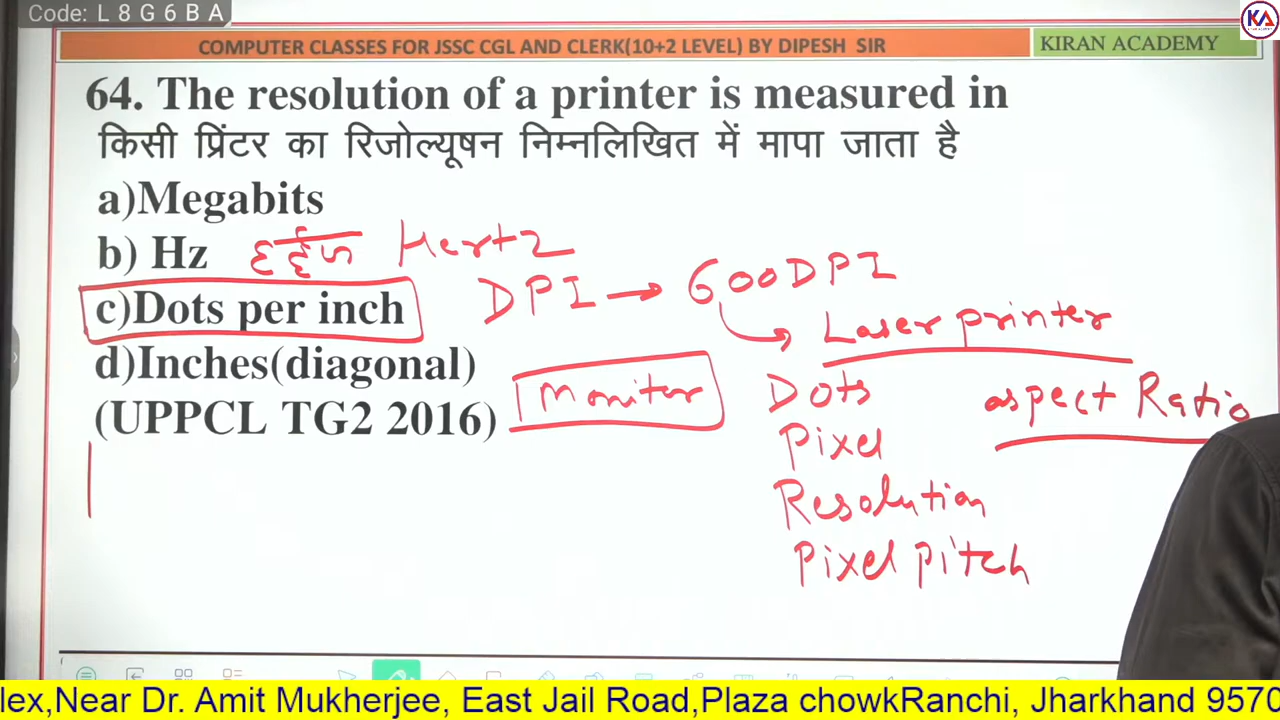 Code: L 8 G 6 B A
KA
COMPUTER CLASSES FOR JSSC CGL AND CLERK(10+2 LEVEL) BY DIPESH SIR
KIRAN ACADEMY
64. The resolution of a printer is measured in
किसी प्रिंटर का रिजोल्यूषन निम्नलिखित में मापा जाता है
a)Megabits
b) Hz Hertz
c)Dots per inch DPI → 600DPI
Laser printer
d)Inches(diagonal)
Monitor
Dots
aspect Ratio
(UPPCL TG2 2016)
Pixel
Resolution
Pixel pitch
lex,Near Dr. Amit Mukherjee, East Jail Road,Plaza chowkRanchi, Jharkhand 9570